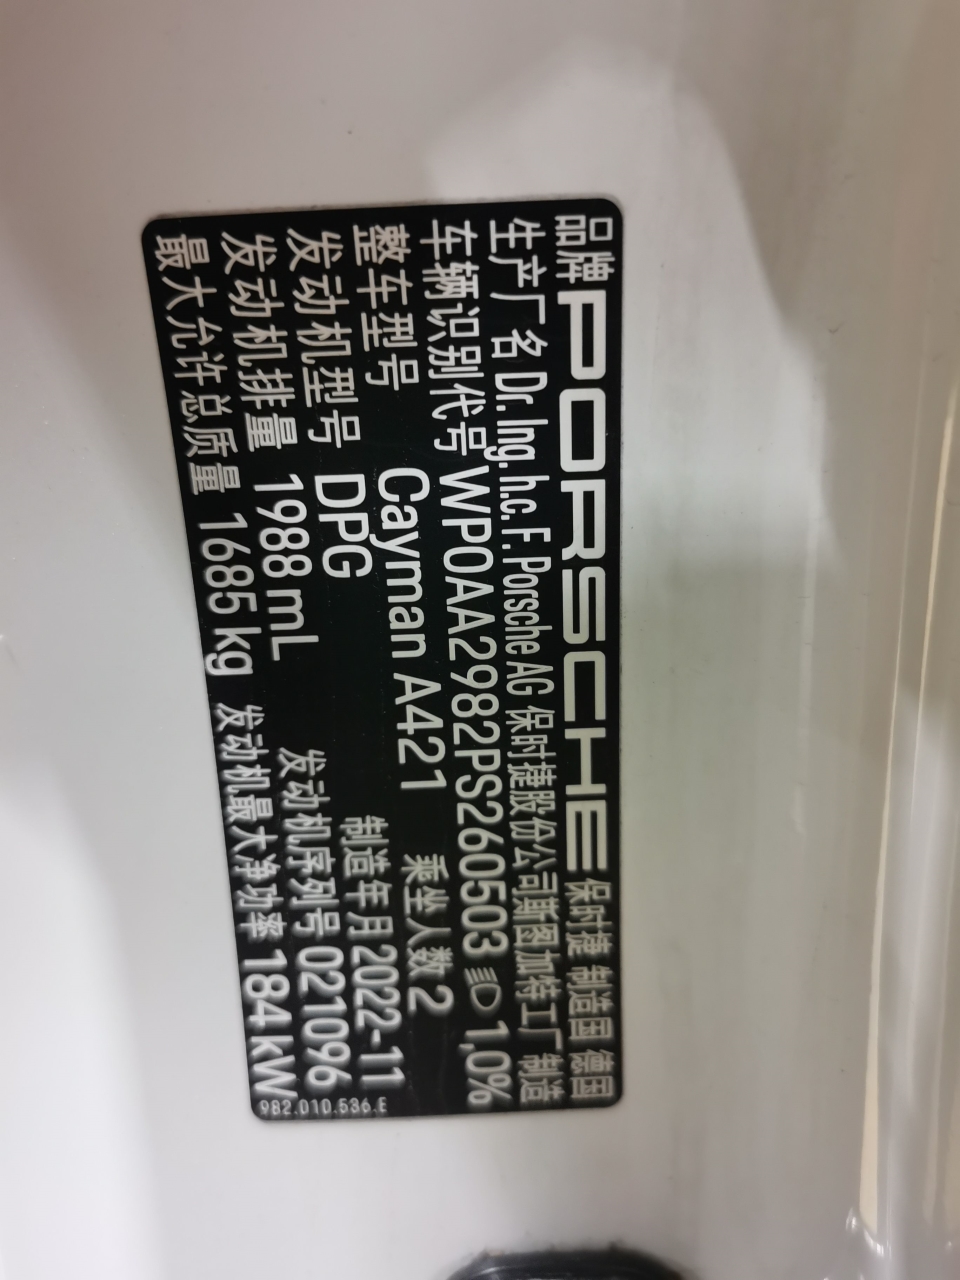 品牌 PORSCHE 保时捷 制造国 德国
生产厂名 Dr. Ing. h.c. F. Porsche AG 保时捷股份公司斯图加特工厂制造
车辆识别代号 WP0AA2982PS260503 1,0%
整车型号 Cayman A421 乘坐人数 2
发动机型号 DPG 制造年月 2022-11
发动机排量 1988 mL 发动机序列号 021096
最大允许总质量 1685 kg 发动机最大净功率 184 kW
982.010.536.E